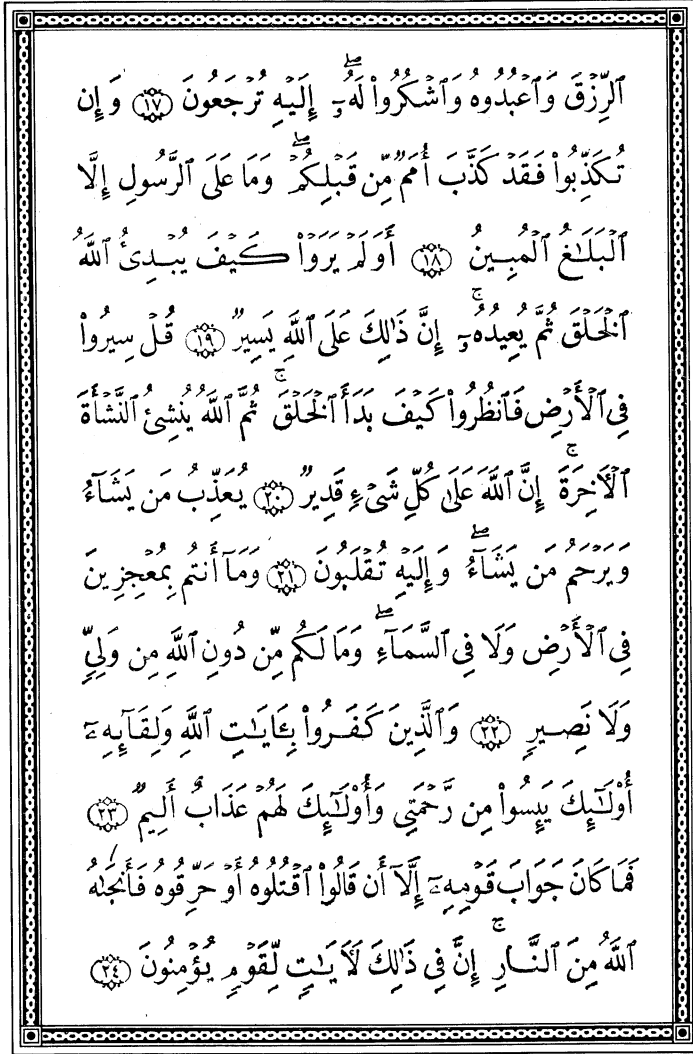 ٱلرِّزْقَ وَٱعْبُدُوهُ وَٱشْكُرُوا۟ لَهُۥٓ ۖ إِلَيْهِ تُرْجَعُونَ ﴿١٧﴾ وَإِن
تُكَذِّبُوا۟ فَقَدْ كَذَّبَ أُمَمٌ مِّن قَبْلِكُمْ ۖ وَمَا عَلَى ٱلرَّسُولِ إِلَّا
ٱلْبَلَـٰغُ ٱلْمُبِينُ ﴿١٨﴾ أَوَلَمْ يَرَوْا۟ كَيْفَ يُبْدِئُ ٱللَّهُ
ٱلْخَلْقَ ثُمَّ يُعِيدُهُۥٓ ۚ إِنَّ ذَٰلِكَ عَلَى ٱللَّهِ يَسِيرٌ ﴿١٩﴾ قُلْ سِيرُوا۟
فِى ٱلْأَرْضِ فَٱنظُرُوا۟ كَيْفَ بَدَأَ ٱلْخَلْقَ ۚ ثُمَّ ٱللَّهُ يُنشِئُ ٱلنَّشْأَةَ
ٱلْـَٔاخِرَةَ ۚ إِنَّ ٱللَّهَ عَلَىٰ كُلِّ شَىْءٍ قَدِيرٌ ﴿٢٠﴾ يُعَذِّبُ مَن يَشَآءُ
وَيَرْحَمُ مَن يَشَآءُ ۖ وَإِلَيْهِ تُقْلَبُونَ ﴿٢١﴾ وَمَآ أَنتُم بِمُعْجِزِينَ
فِى ٱلْأَرْضِ وَلَا فِى ٱلسَّمَآءِ ۖ وَمَا لَكُم مِّن دُونِ ٱللَّهِ مِن وَلِىٍّ
وَلَا نَصِيرٍ ﴿٢٢﴾ وَٱلَّذِينَ كَفَرُوا۟ بِـَٔايَـٰتِ ٱللَّهِ وَلِقَآئِهِۦٓ
أُو۟لَـٰٓئِكَ يَئِسُوا۟ مِن رَّحْمَتِى وَأُو۟لَـٰٓئِكَ لَهُمْ عَذَابٌ أَلِيمٌ ﴿٢٣﴾
فَمَا كَانَ جَوَابَ قَوْمِهِۦٓ إِلَّآ أَن قَالُوا۟ ٱقْتُلُوهُ أَوْ حَرِّقُوهُ فَأَنجَىٰهُ
ٱللَّهُ مِنَ ٱلنَّارِ ۚ إِنَّ فِى ذَٰلِكَ لَـَٔايَـٰتٍ لِّقَوْمٍ يُؤْمِنُونَ ﴿٢٤﴾